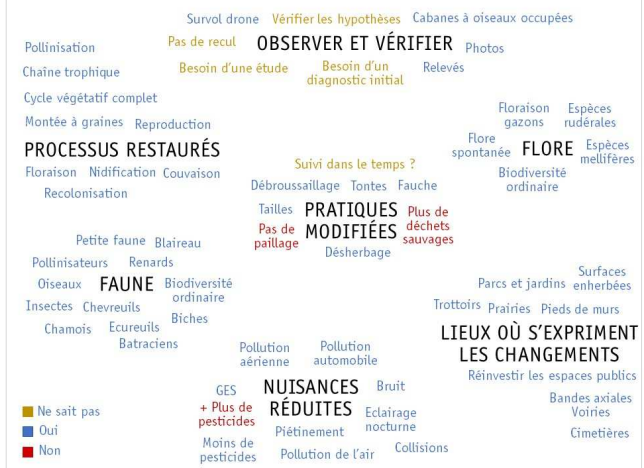 Survol drone
Vérifier les hypothèses
Cabanes à oiseaux occupées
Pas de recul
OBSERVER ET VÉRIFIER
Photos
Besoin d'une étude
Besoin d'un
diagnostic initial
Relevés
Pollinisation
Chaîne trophique
Cycle végétatif complet
Montée à graines
Reproduction
PROCESSUS RESTAURÉS
Floraison
Nidification
Couvaison
Recolonisation
Floraison
gazons
Espèces
rudérales
Flore
spontanée
FLORE
Espèces
mellifères
Biodiversité
ordinaire
Suivi dans le temps ?
Débroussaillage
Tontes
Fauche
Tailles
PRATIQUES
MODIFIÉES
Plus de
déchets
sauvages
Pas de
paillage
Désherbage
Petite faune
Blaireau
Pollinisateurs
Renards
Oiseaux
FAUNE
Biodiversité
ordinaire
Insectes
Chevreuils
Biches
Chamois
Ecureuils
Batraciens
Surfaces
enherbées
Parcs et jardins
Trottoirs
Prairies
Pieds de murs
LIEUX OÙ S'EXPRIMENT
LES CHANGEMENTS
Réinvestir les espaces publics
Bandes axiales
Voiries
Cimetières
Pollution
aérienne
Pollution
automobile
GES
NUISANCES
RÉDUITES
Bruit
+ Plus de
pesticides
Eclairage
nocturne
Piétinement
Moins de
pesticides
Pollution de l'air
Collisions
Ne sait pas
Oui
Non